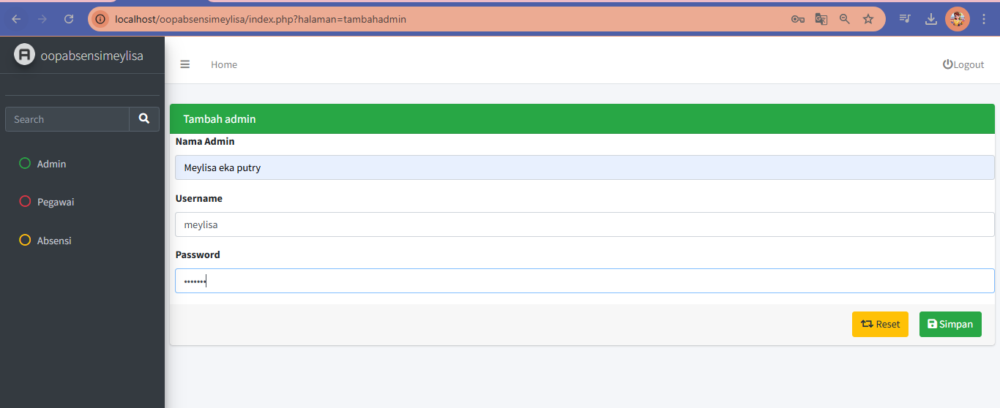 localhost/oopabsensimeylisa/index.php?halaman=tambahadmin
oopabsensimeylisa
Home
Logout
Search
Admin
Pegawai
Absensi
Tambah admin
Nama Admin
Meylisa eka putry
Username
meylisa
Password
•••••••
Reset
Simpan